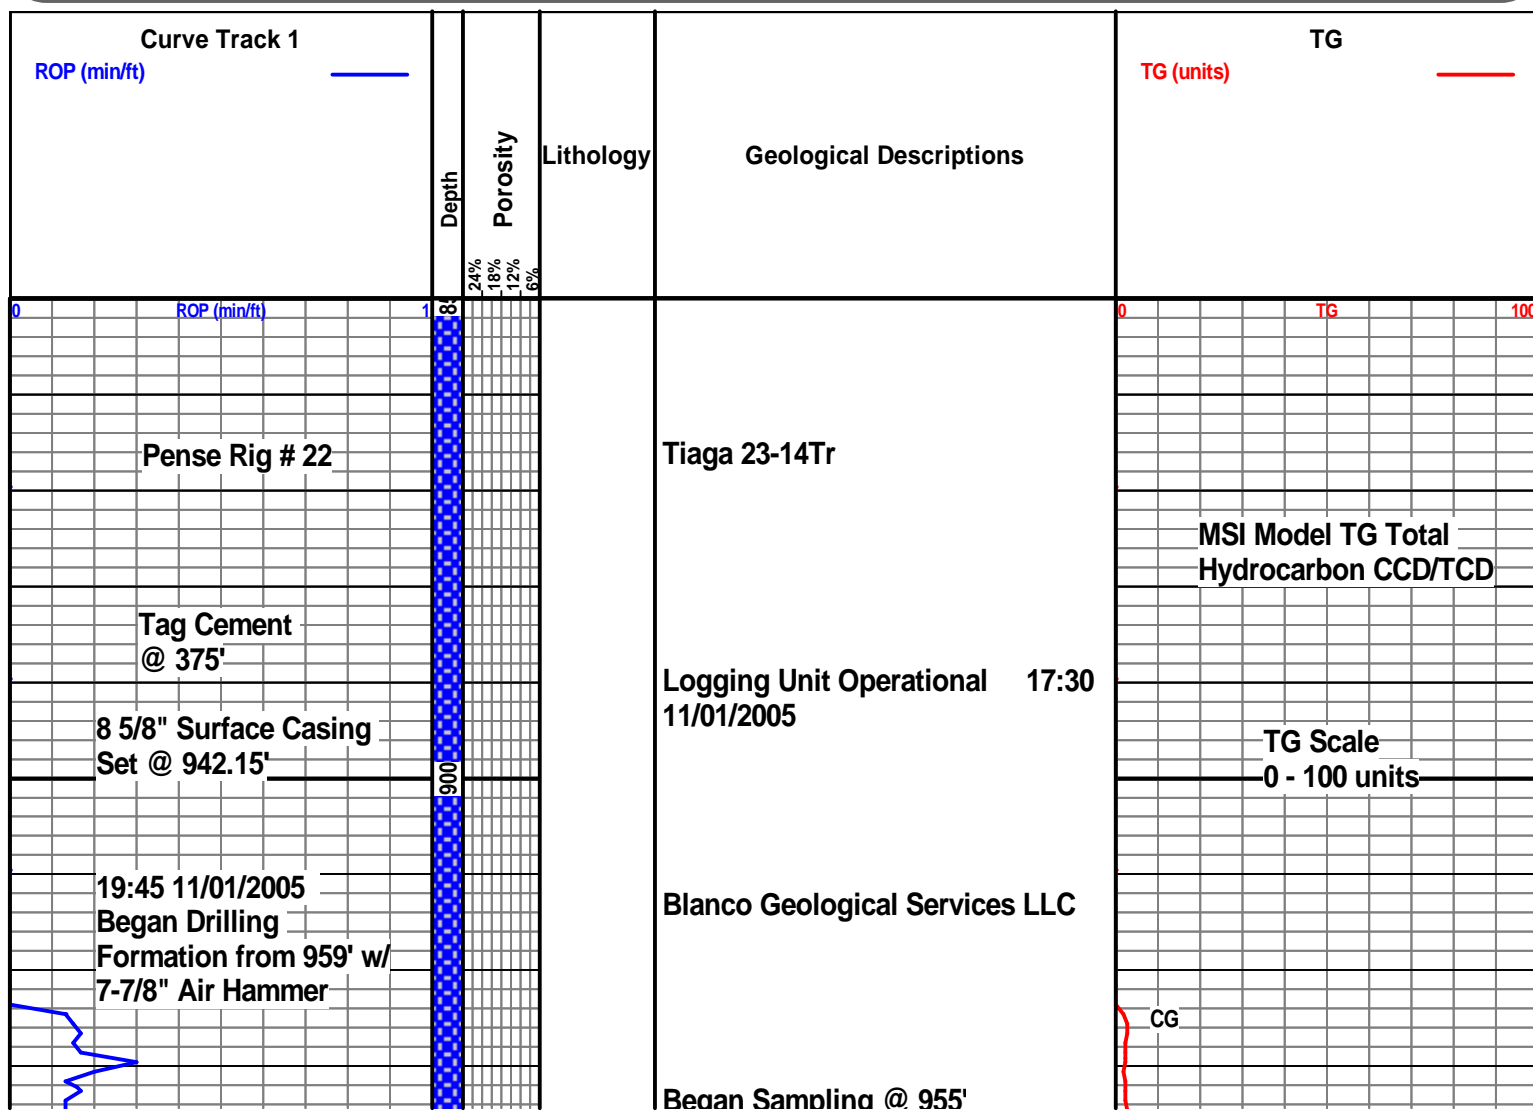 Curve Track 1
ROP (min/ft)
Depth
Porosity
24%
18%
12%
6%
Lithology
Geological Descriptions
TG
TG (units)
0 ROP (min/ft) 1
0 TG 100
Pense Rig # 22
Tiaga 23-14Tr
MSI Model TG Total
Hydrocarbon CCD/TCD
Tag Cement
@ 375'
Logging Unit Operational 17:30
11/01/2005
8 5/8" Surface Casing
Set @ 942.15'
900
TG Scale
0 - 100 units
19:45 11/01/2005
Began Drilling
Formation from 959' w/
7-7/8" Air Hammer
Blanco Geological Services LLC
CG
Began Sampling @ 955'